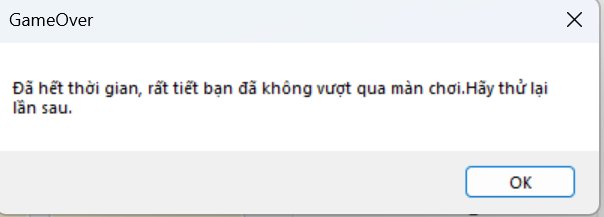 GameOver
Đã hết thời gian, rất tiết bạn đã không vượt qua màn chơi.Hãy thử lại
lần sau.
OK